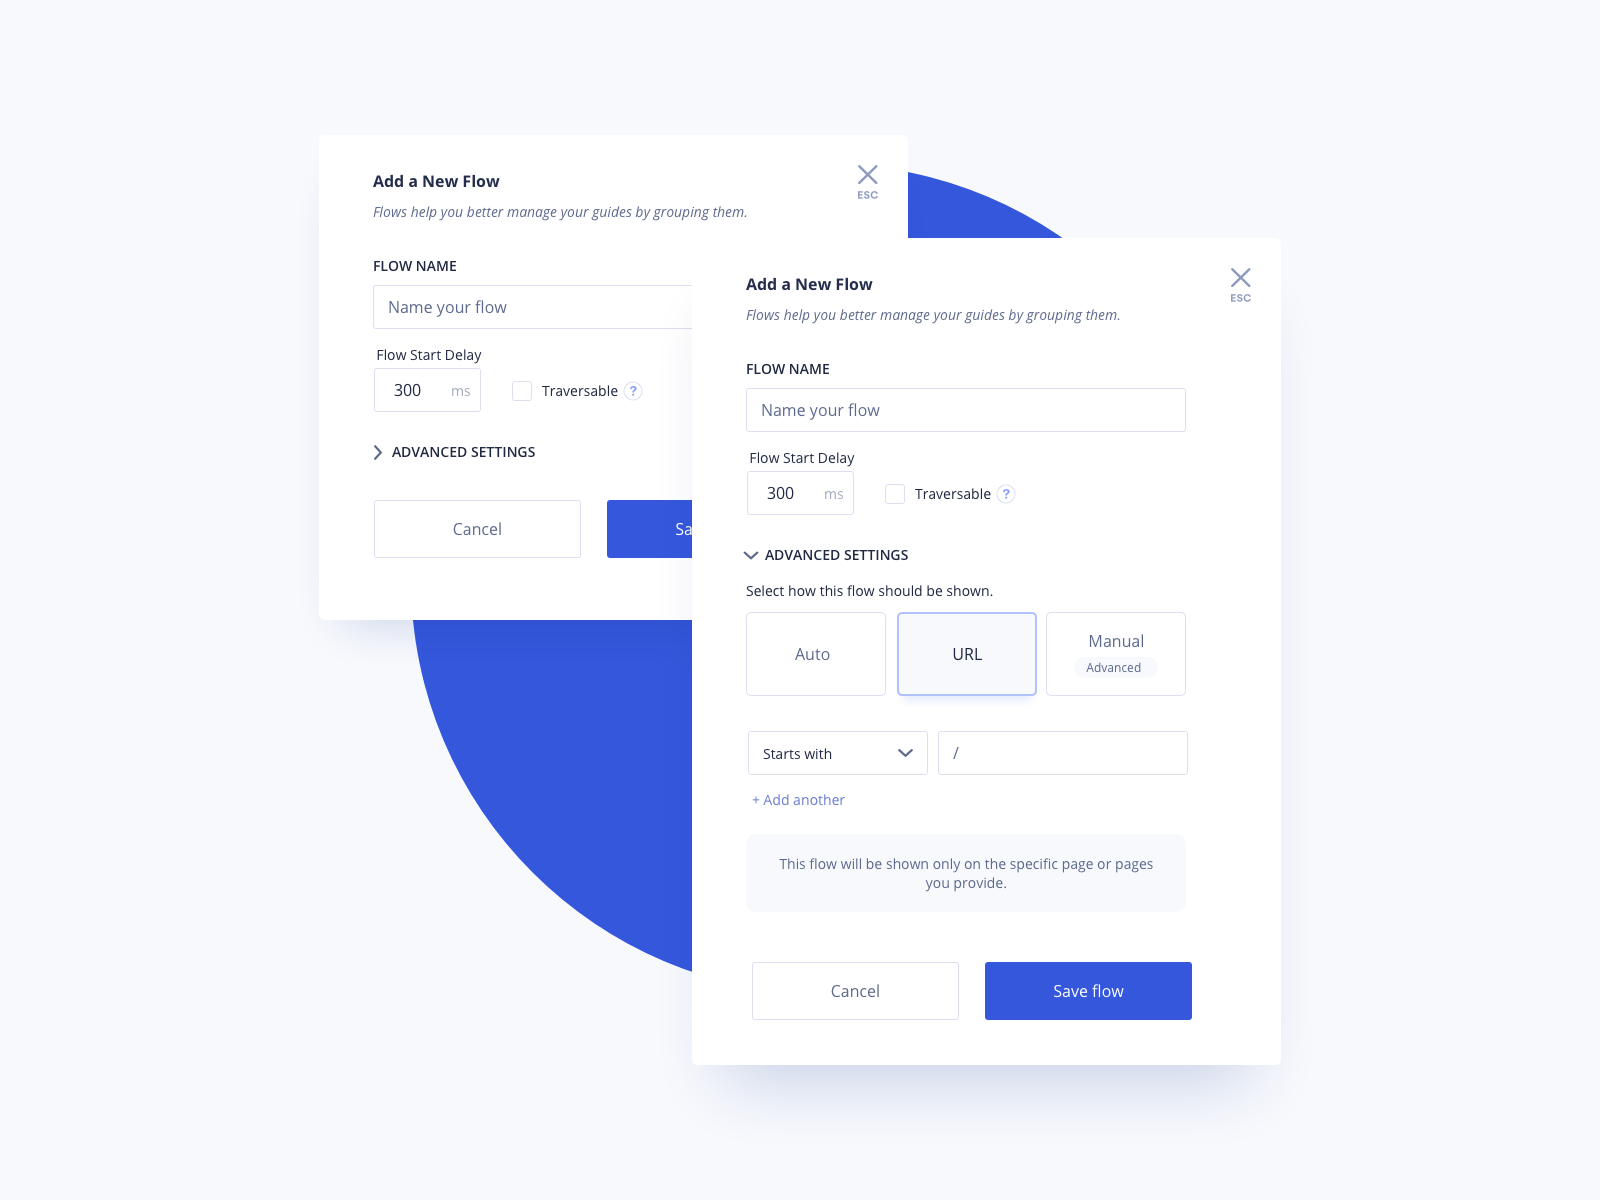 Add a New Flow
ESC
Flows help you better manage your guides by grouping them.
FLOW NAME
Name your flow
Flow Start Delay
300 ms
Traversable ?
ADVANCED SETTINGS
Cancel
Sa
Add a New Flow
ESC
Flows help you better manage your guides by grouping them.
FLOW NAME
Name your flow
Flow Start Delay
300 ms
Traversable ?
ADVANCED SETTINGS
Select how this flow should be shown.
Auto
URL
Manual
Advanced
Starts with
/
+ Add another
This flow will be shown only on the specific page or pages
you provide.
Cancel
Save flow